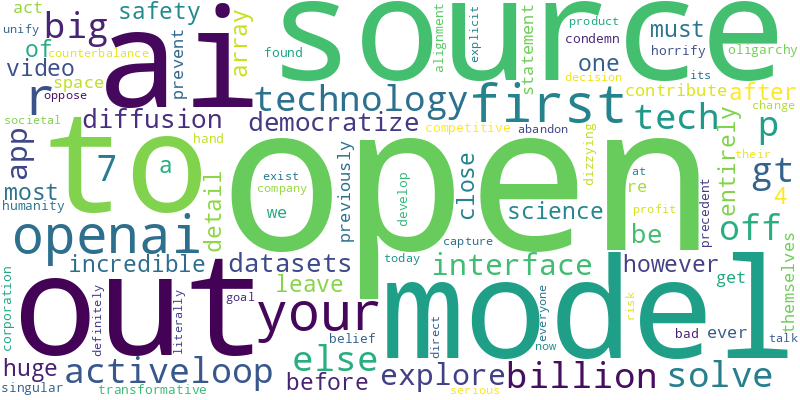 act
big
safety
array
ai
source
unify
counterbalance
of
prevent
video
space
oppose
r
found
alignment
explicit
statement
product
condemn
must
horrify
oligarchy
one
decision
its
contribute
after
technology
first
tech
p
societal
diffusion
democratize
competitive
abandon
dizzying
change
their
app
7
a
hand
to
open
entirely
gt
most
humanity
detail
we
exist
company
previously
develop
close
science
at
re
profit
be
precedent
4
off
openai
capture
incredible
datasets
today
interface
however
get
themselves
corporation
out
definitely
literally
goal
leave
your
belief
direct
model
everyone
now
risk
bad
ever
talk
huge
activeloop
else
before
explore
billion
solve
singular
transformative
serious